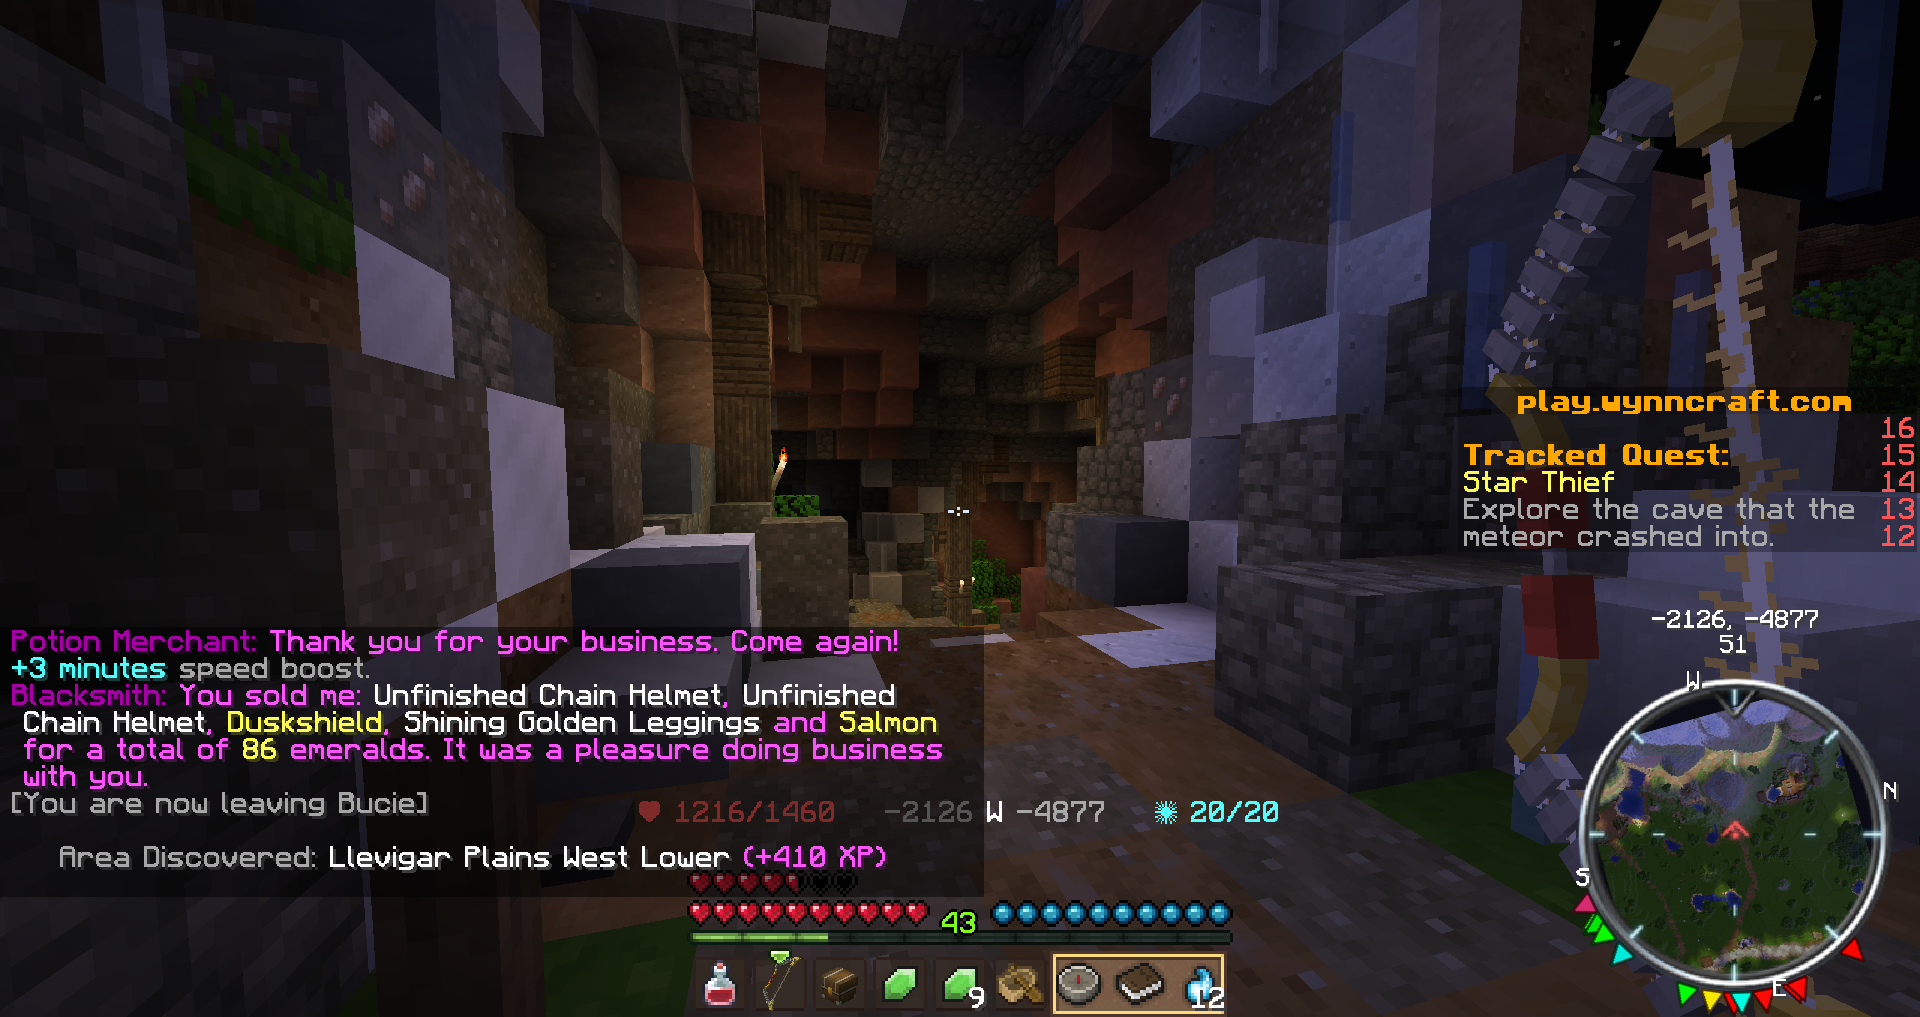 play.wynncraft.com
16
Tracked Quest:
15
Star Thief
14
Explore the cave that the
13
meteor crashed into.
12
-2126, -4877
51
W
N
S
E
Potion Merchant: Thank you for your business. Come again!
+3 minutes speed boost.
Blacksmith: You sold me: Unfinished Chain Helmet, Unfinished
Chain Helmet, Duskshield, Shining Golden Leggings and Salmon
for a total of 86 emeralds. It was a pleasure doing business
with you.
[You are now leaving Bucie]
Area Discovered: Llevigar Plains West Lower (+410 XP)
1216/1460 -2126 W -4877 20/20
43
9
12